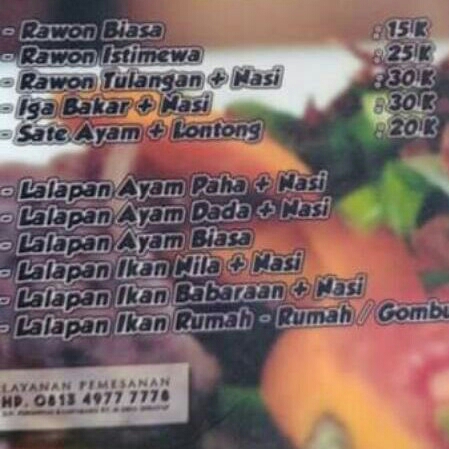 - Rawon Biasa : 15 K
- Rawon Istimewa : 25 K
- Rawon Tulangan + Nasi : 30 K
- Iga Bakar + Nasi : 30 K
- Sate Ayam + Lontong : 20 K
- Lalapan Ayam Paha + Nasi
- Lalapan Ayam Dada + Nasi
- Lalapan Ayam Biasa
- Lalapan Ikan Nila + Nasi
- Lalapan Ikan Babaraan + Nasi
- Lalapan Ikan Rumah - Rumah / Gombu
LAYANAN PEMESANAN
HP. 0813 4977 7778